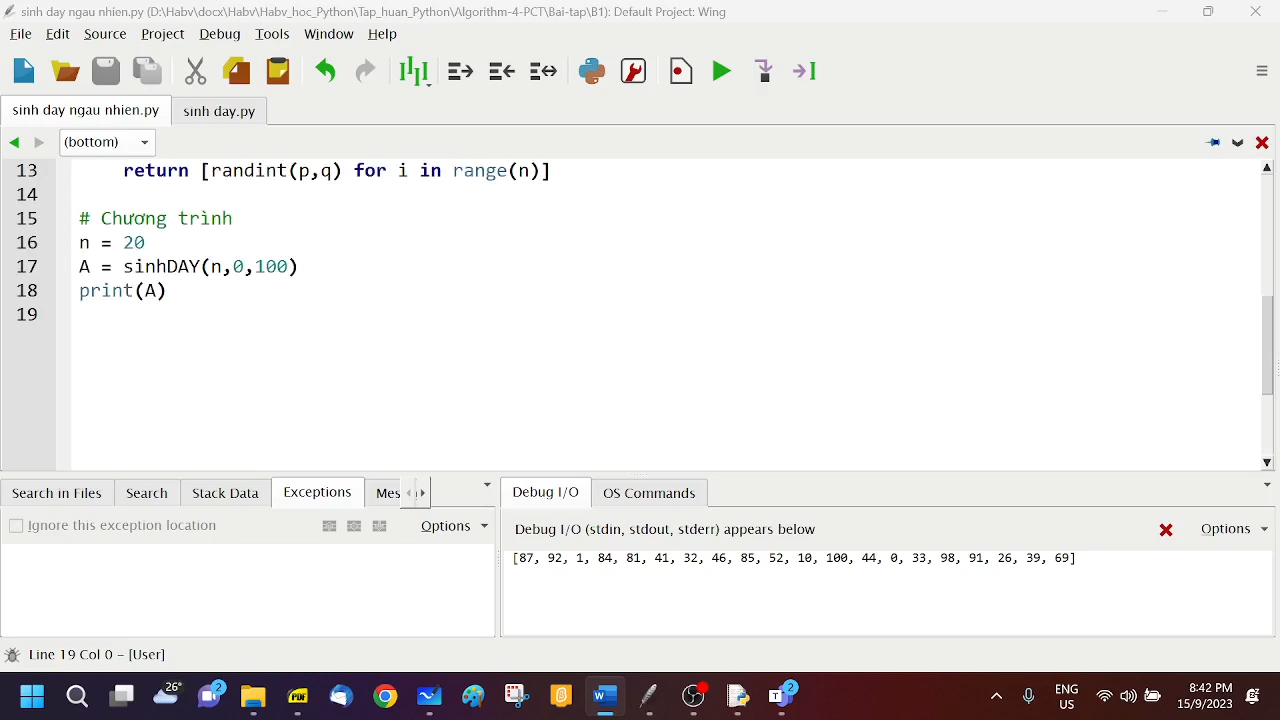 sinh day ngau nhien.py (D:\Habv\docx\Habv\Habv_hoc_Python\Tap_huan_Python\Algorithm-4-PCT\Bai-tap\B1): Default Project: Wing
File Edit Source Project Debug Tools Window Help
sinh day ngau nhien.py sinh day.py
(bottom)
13 return [randint(p,q) for i in range(n)]
14
15 # Chương trình
16 n = 20
17 A = sinhDAY(n,0,100)
18 print(A)
19
Search in Files Search Stack Data Exceptions Mes Debug I/O OS Commands
Ignore this exception location Options Debug I/O (stdin, stdout, stderr) appears below Options
[87, 92, 1, 84, 81, 41, 32, 46, 85, 52, 10, 100, 44, 0, 33, 98, 91, 26, 39, 69]
Line 19 Col 0 – [User]
26° 2 PDF 2 ENG 8:42 PM
US 15/9/2023